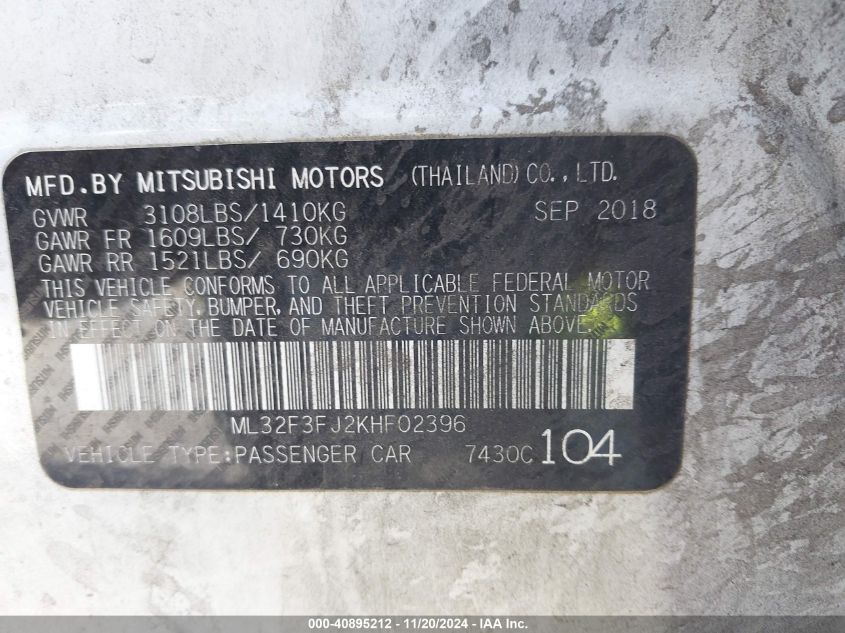 MFD.BY MITSUBISHI MOTORS (THAILAND) CO., LTD.
GVWR 3108LBS/1410KG SEP 2018
GAWR FR 1609LBS/ 730KG
GAWR RR 1521LBS/ 690KG
THIS VEHICLE CONFORMS TO ALL APPLICABLE FEDERAL MOTOR
VEHICLE SAFETY, BUMPER, AND THEFT PREVENTION STANDARDS
IN EFFECT ON THE DATE OF MANUFACTURE SHOWN ABOVE.
ML32F3FJ2KHF02396
VEHICLE TYPE:PASSENGER CAR 7430C 104
000-40895212 - 11/20/2024 - IAA Inc.